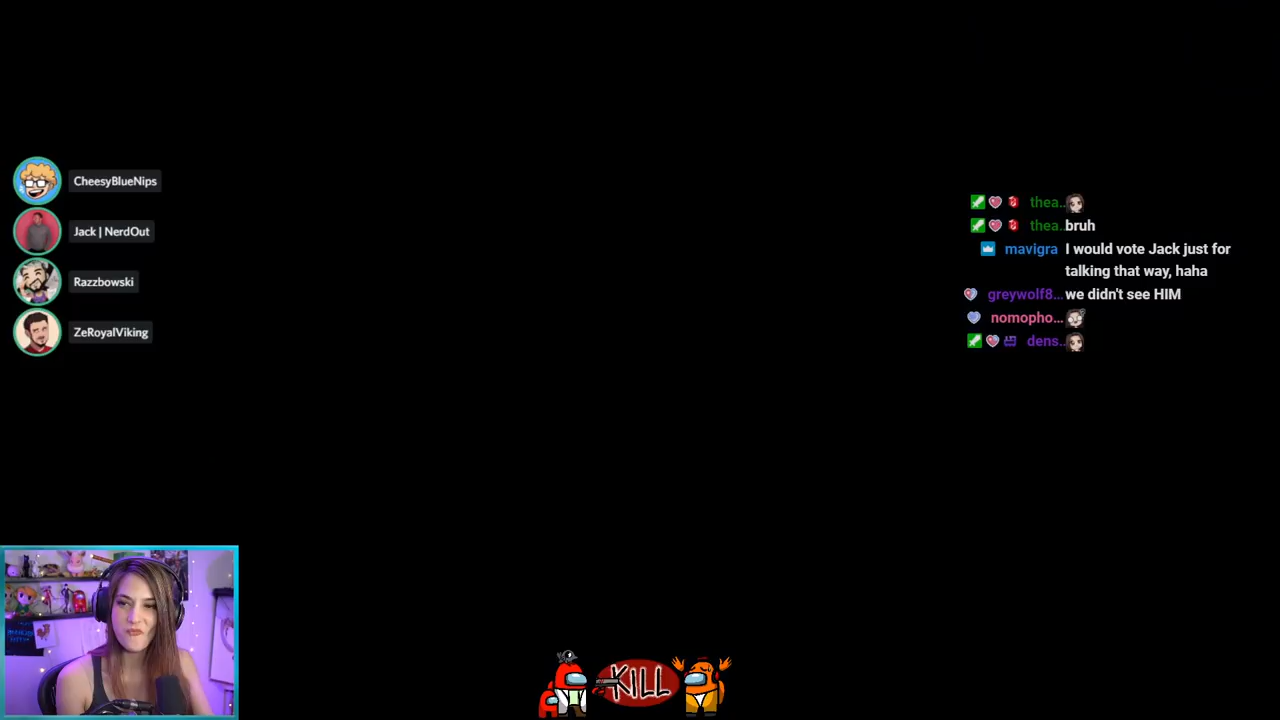 CheesyBlueNips
Jack | NerdOut
Razzbowski
ZeRoyalViking
thea..
thea.. bruh
mavigra I would vote Jack just for
talking that way, haha
greywolf8... we didn't see HIM
nomopho...
dens..
KILL